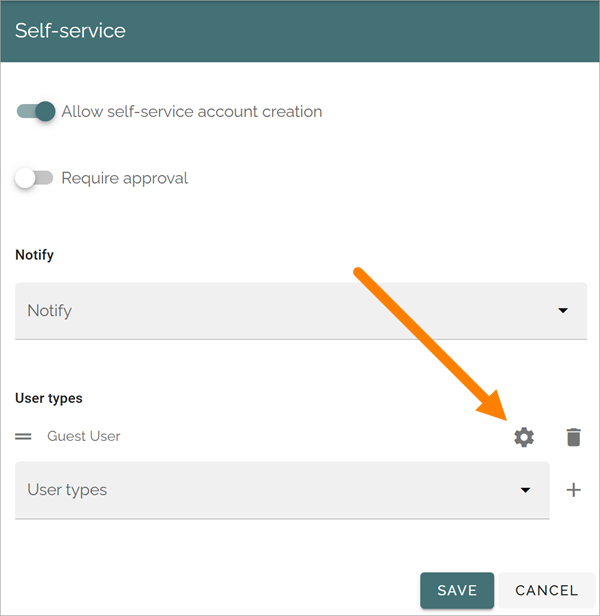 Self-service
Allow self-service account creation
Require approval
Notify
Notify
User types
Guest User
User types
SAVE CANCEL